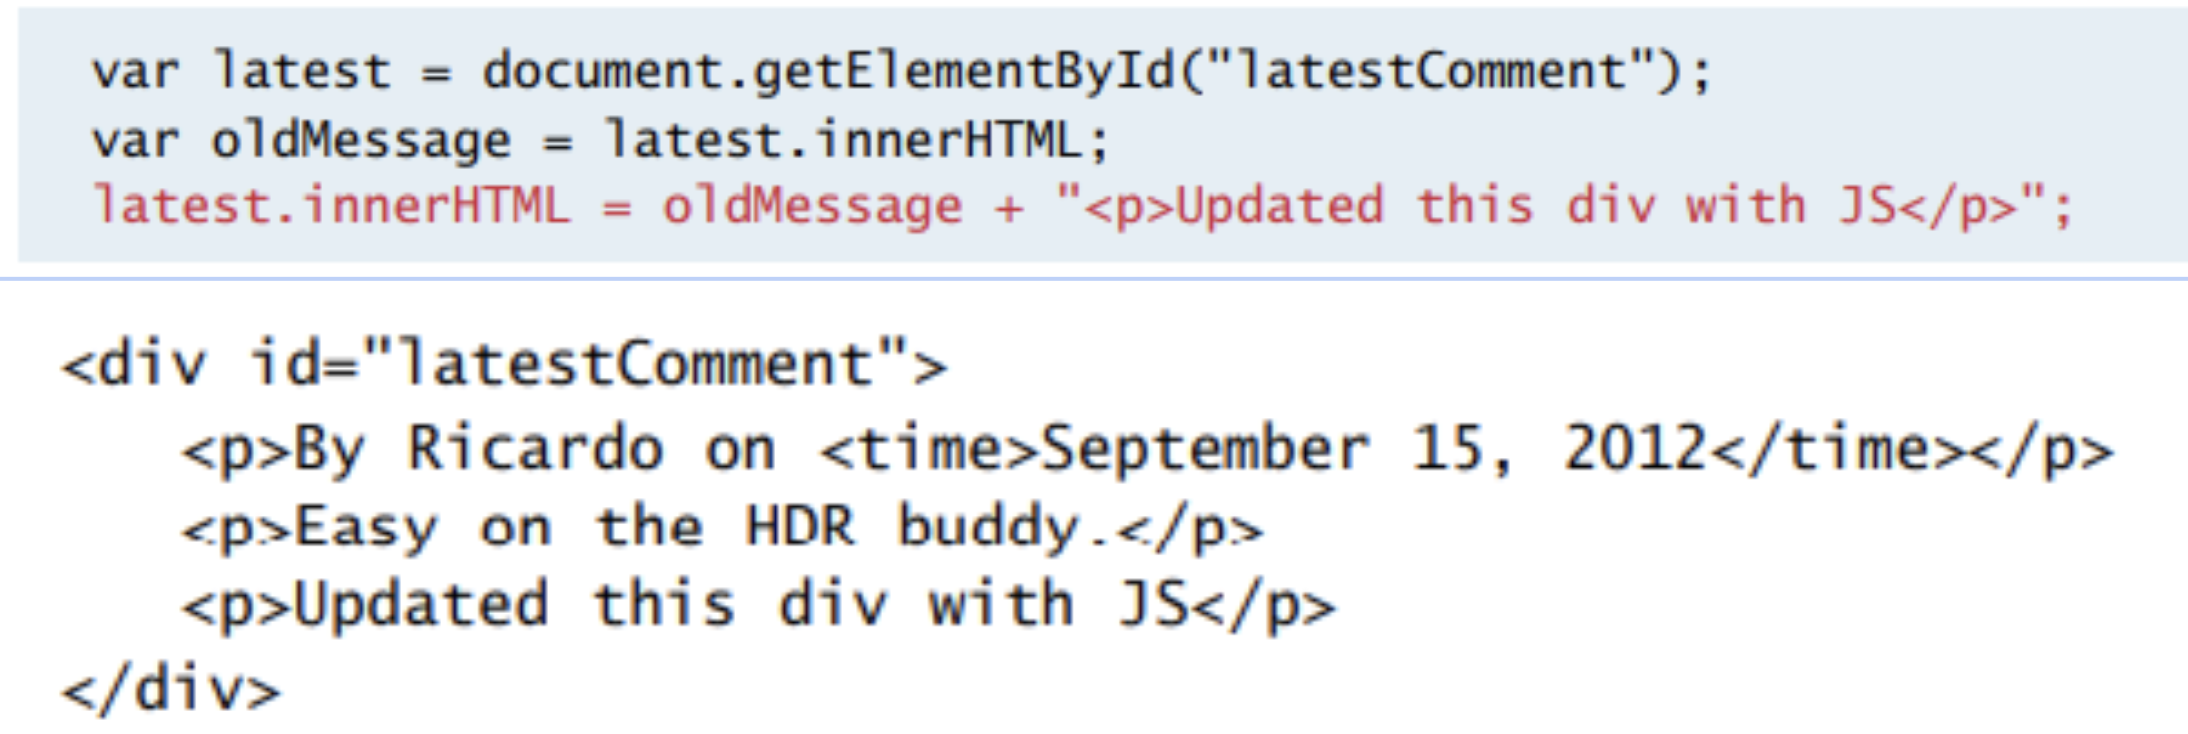 var latest = document.getElementById("latestComment");
var oldMessage = latest.innerHTML;
latest.innerHTML = oldMessage + "<p>Updated this div with JS</p>";
<div id="latestComment">
<p>By Ricardo on <time>September 15, 2012</time></p>
<p>Easy on the HDR buddy.</p>
<p>Updated this div with JS</p>
</div>